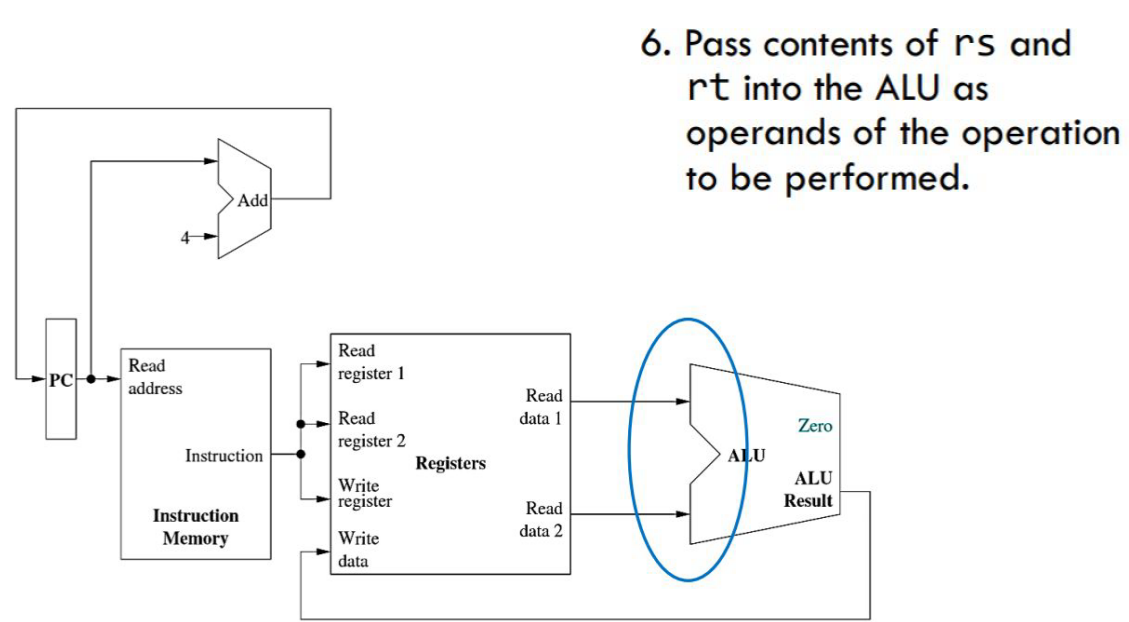 6. Pass contents of rs and
rt into the ALU as
operands of the operation
to be performed.
Add
4
PC
Read
address
Instruction
Instruction
Memory
Read
register 1
Read
register 2
Registers
Write
register
Write
data
Read
data 1
Read
data 2
Zero
ALU
ALU
Result